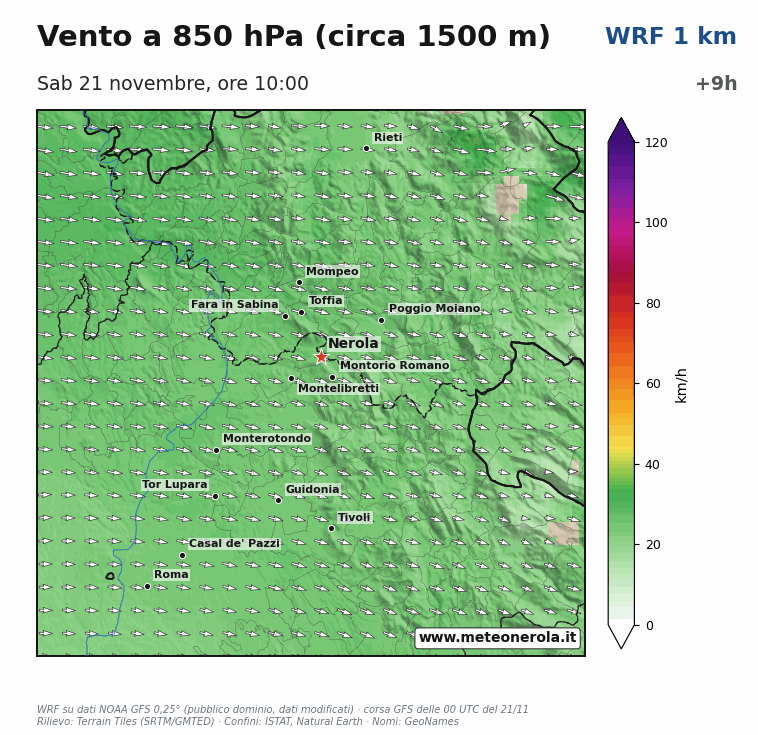 Vento a 850 hPa (circa 1500 m)
WRF 1 km
Sab 21 novembre, ore 10:00
+9h
Rieti
Mompeo
Fara in Sabina
Toffia
Poggio Moiano
Nerola
Montorio Romano
Montelibretti
Monterotondo
Tor Lupara
Guidonia
Tivoli
Casal de' Pazzi
Roma
www.meteonerola.it
120
100
80
60
40
20
0
km/h
WRF su dati NOAA GFS 0,25° (pubblico dominio, dati modificati) · corsa GFS delle 00 UTC del 21/11
Rilievo: Terrain Tiles (SRTM/GMTED) · Confini: ISTAT, Natural Earth · Nomi: GeoNames